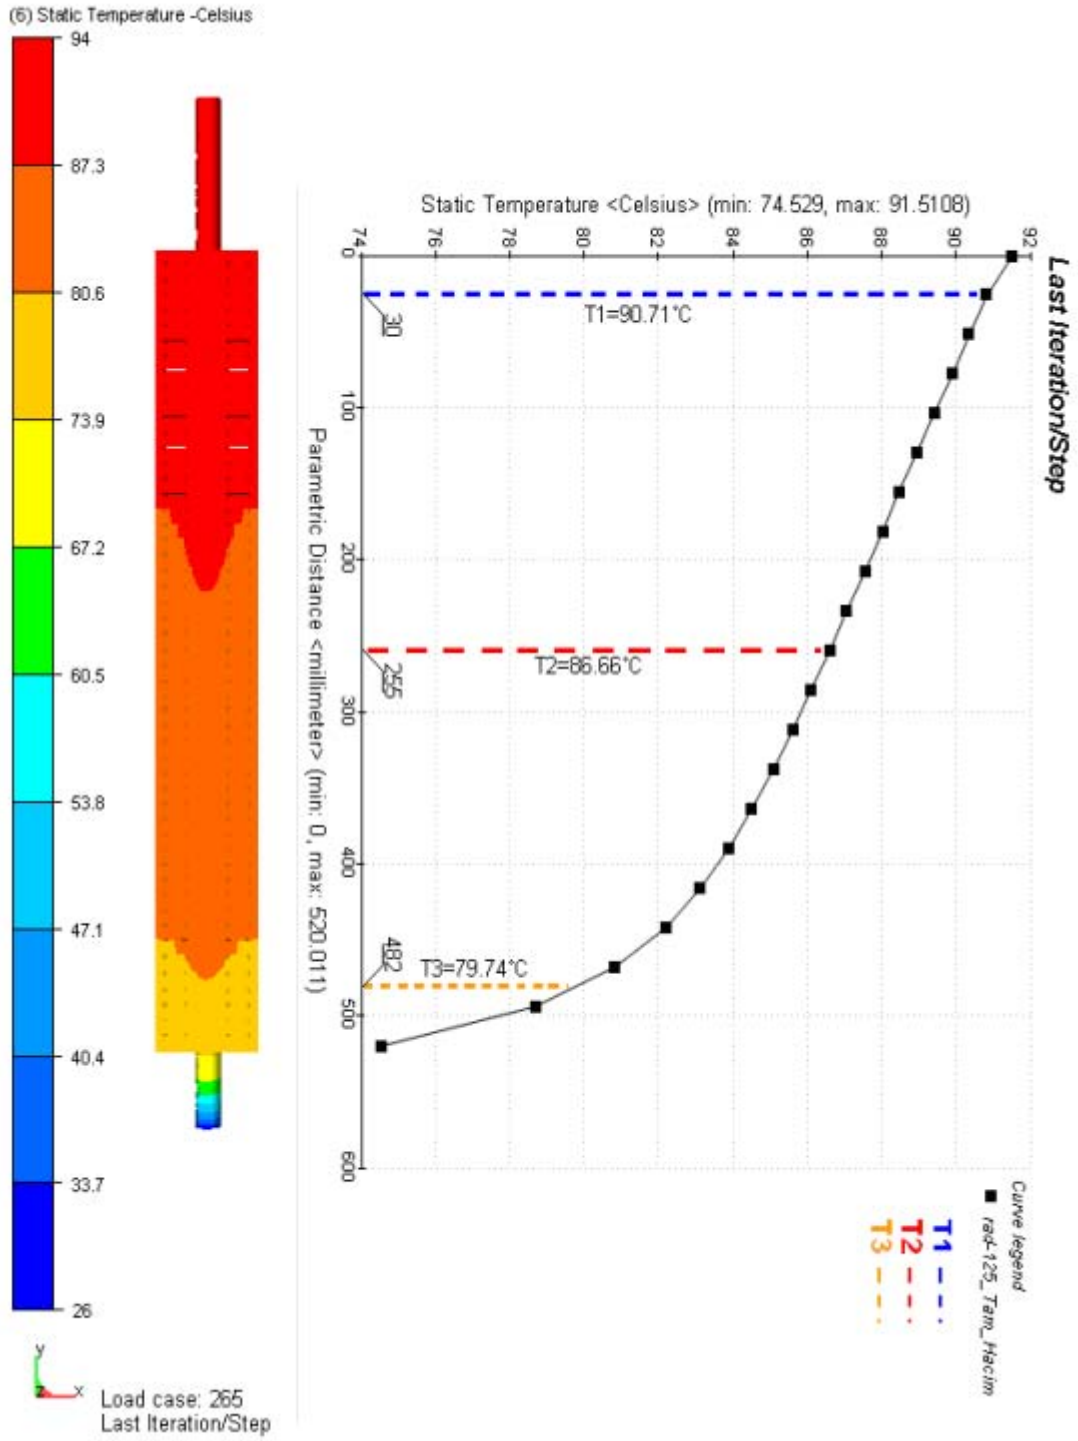 (6) Static Temperature -Celsius
94
87.3
80.6
73.9
67.2
60.5
53.8
47.1
40.4
33.7
26
y
z
x
Load case: 265
Last Iteration/Step
Static Temperature <Celsius> (min: 74.529, max: 91.5108)
74
76
78
80
82
84
86
88
90
92
Last Iteration/Step
0
100
200
300
400
500
600
Parametric Distance <millimeter> (min: 0, max: 520.011)
30
T1=90.71°C
255
T2=86.66°C
482
T3=79.74°C
Curve legend
rad-125_Tam_Hacim
T1
T2
T3